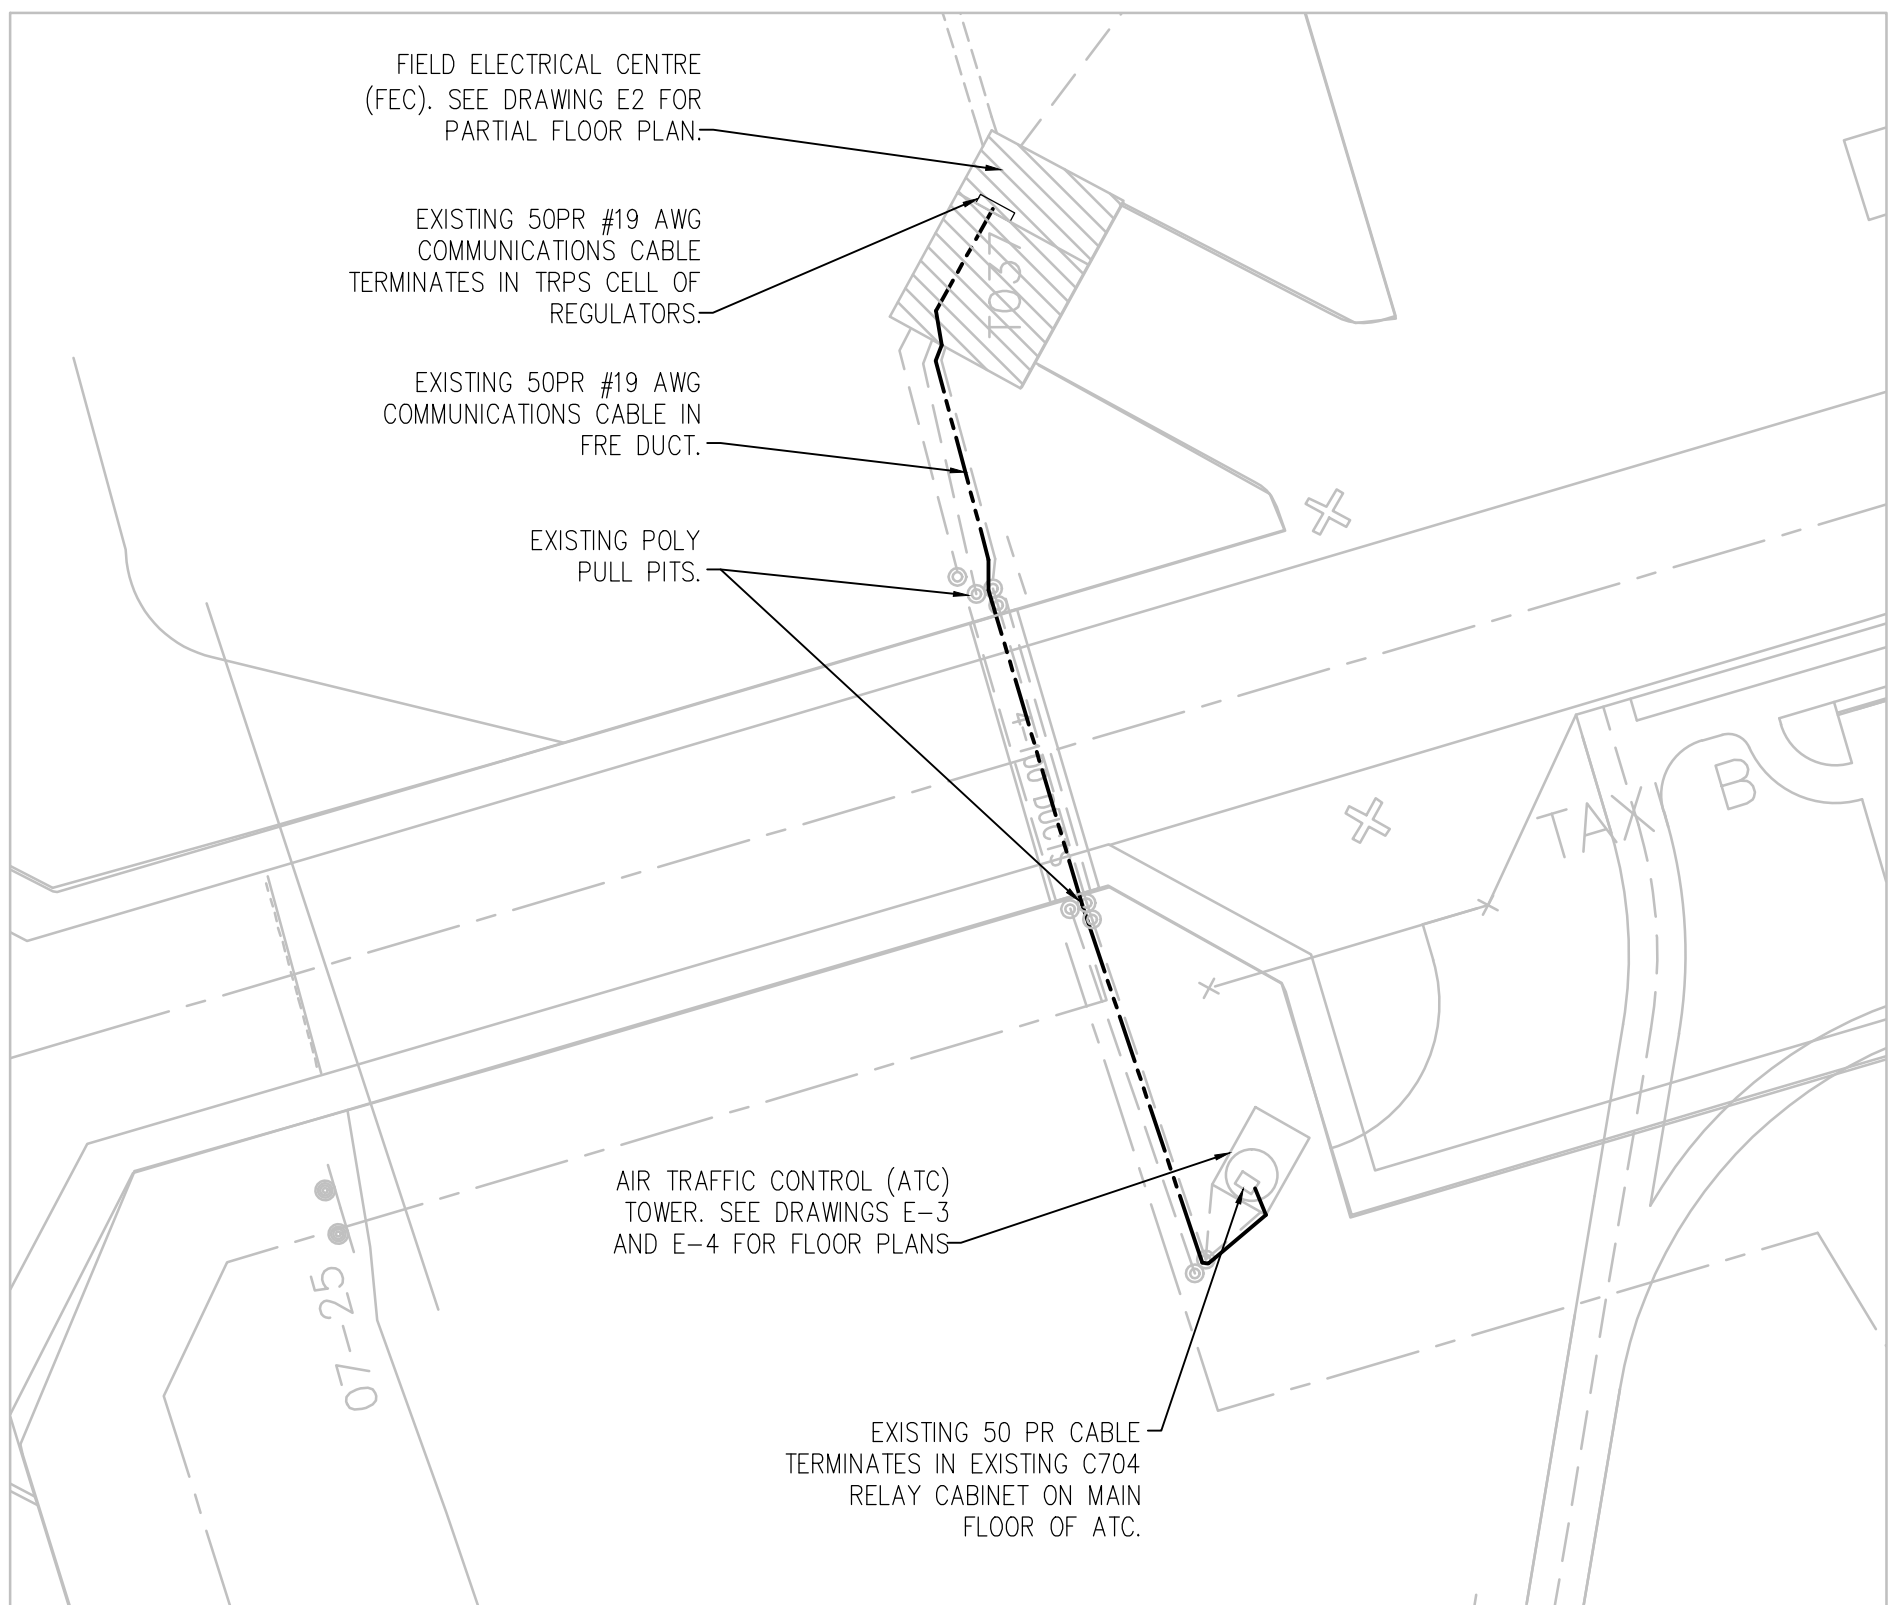 FIELD ELECTRICAL CENTRE
(FEC). SEE DRAWING E2 FOR
PARTIAL FLOOR PLAN.
EXISTING 50PR #19 AWG
COMMUNICATIONS CABLE
TERMINATES IN TRPS CELL OF
REGULATORS.
T037
EXISTING 50PR #19 AWG
COMMUNICATIONS CABLE IN
FRE DUCT.
EXISTING POLY
PULL PITS.
DUCTS
TAXI B
AIR TRAFFIC CONTROL (ATC)
TOWER. SEE DRAWINGS E-3
AND E-4 FOR FLOOR PLANS
07-25
EXISTING 50 PR CABLE
TERMINATES IN EXISTING C704
RELAY CABINET ON MAIN
FLOOR OF ATC.